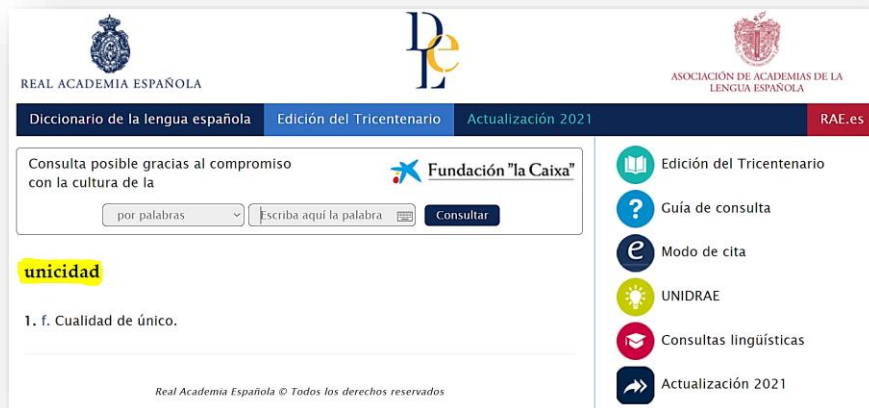 REAL ACADEMIA ESPAÑOLA
DLe
ASOCIACIÓN DE ACADEMIAS DE LA
LENGUA ESPAÑOLA
Diccionario de la lengua española Edición del Tricentenario Actualización 2021 RAE.es
Consulta posible gracias al compromiso
con la cultura de la
Fundación "la Caixa"
por palabras Escriba aquí la palabra Consultar
unicidad
1. f. Cualidad de único.
Real Academia Española © Todos los derechos reservados
Edición del Tricentenario
? Guía de consulta
e Modo de cita
UNIDRAE
Consultas lingüísticas
Actualización 2021